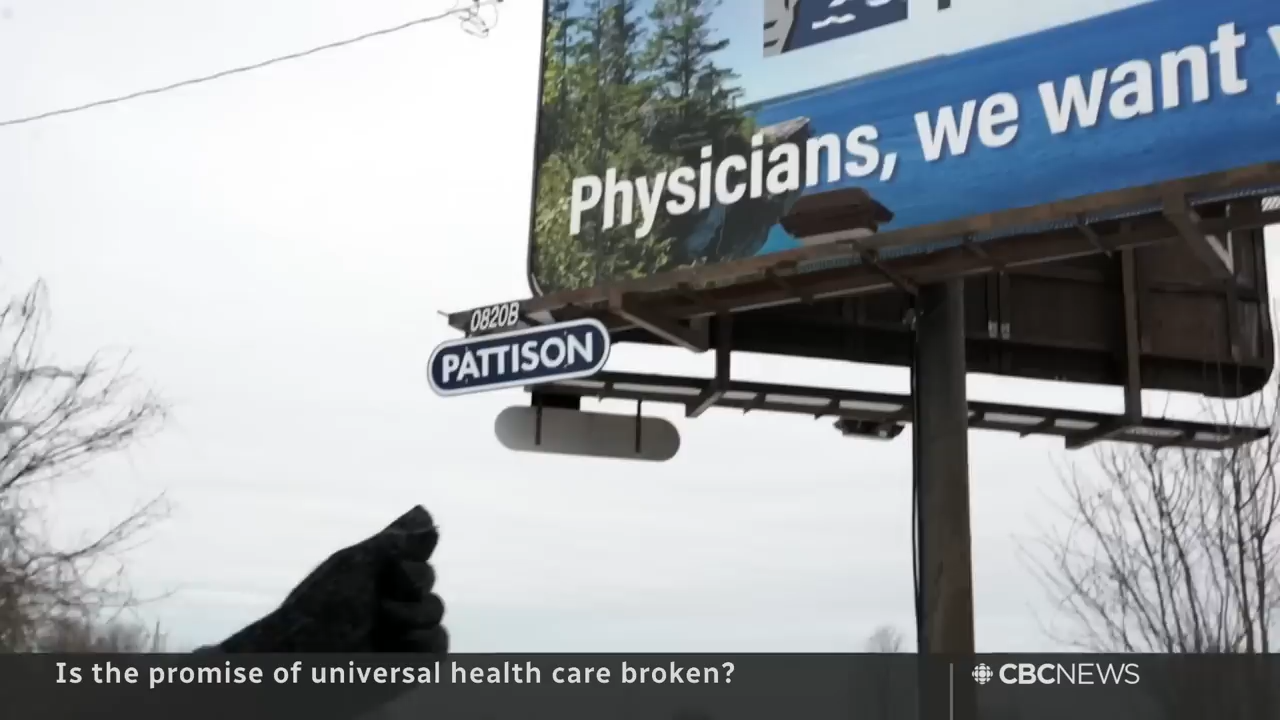 Physicians, we want
0820B
PATTISON
Is the promise of universal health care broken?
CBCNEWS